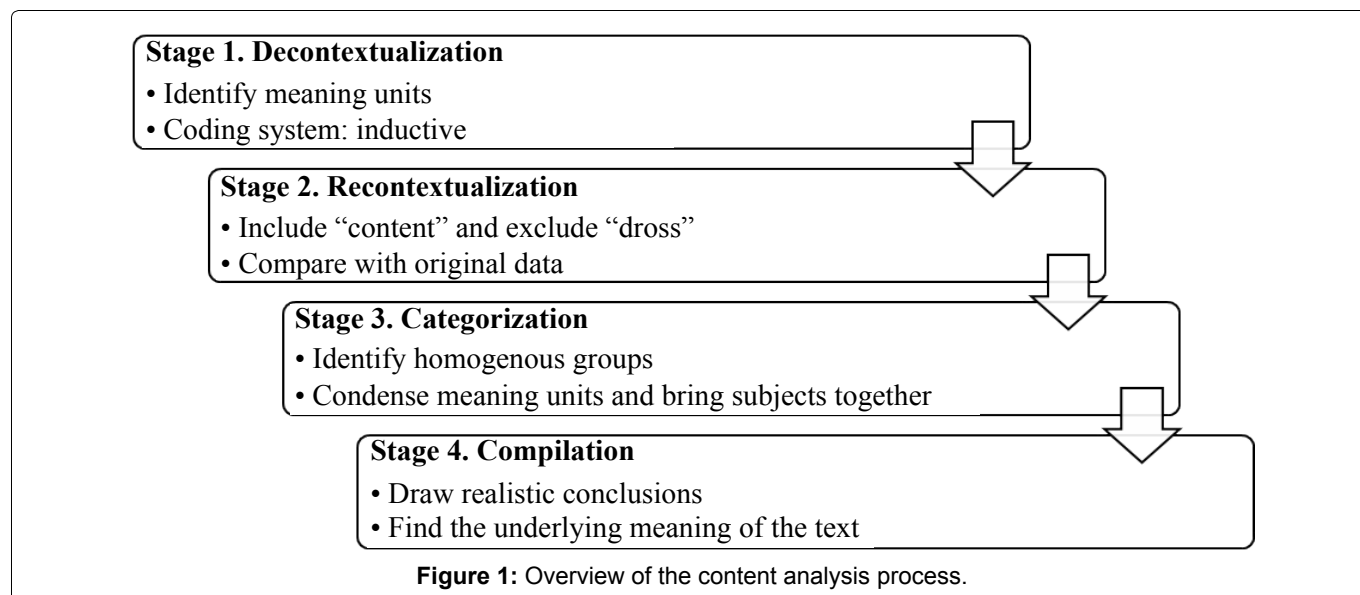 Stage 1. Decontextualization
• Identify meaning units
• Coding system: inductive
Stage 2. Recontextualization
• Include “content” and exclude “dross”
• Compare with original data
Stage 3. Categorization
• Identify homogenous groups
• Condense meaning units and bring subjects together
Stage 4. Compilation
• Draw realistic conclusions
• Find the underlying meaning of the text
Figure 1: Overview of the content analysis process.